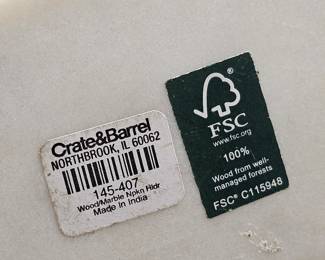 Crate&Barrel
NORTHBROOK, IL 60062
145-407
Wood/Marble Npkn Hldr
Made in India
FSC
www.fsc.org
100%
Wood from well-
managed forests
FSC® C115948